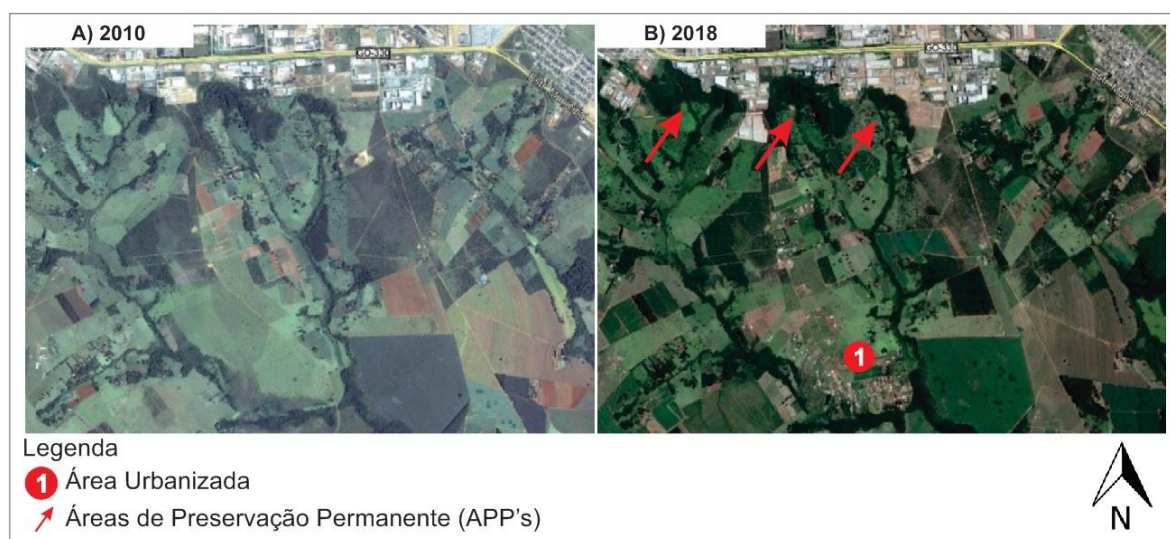 A) 2010
B) 2018
GO-330
GO-330
1
Legenda
1 Área Urbanizada
Áreas de Preservação Permanente (APP's)
N